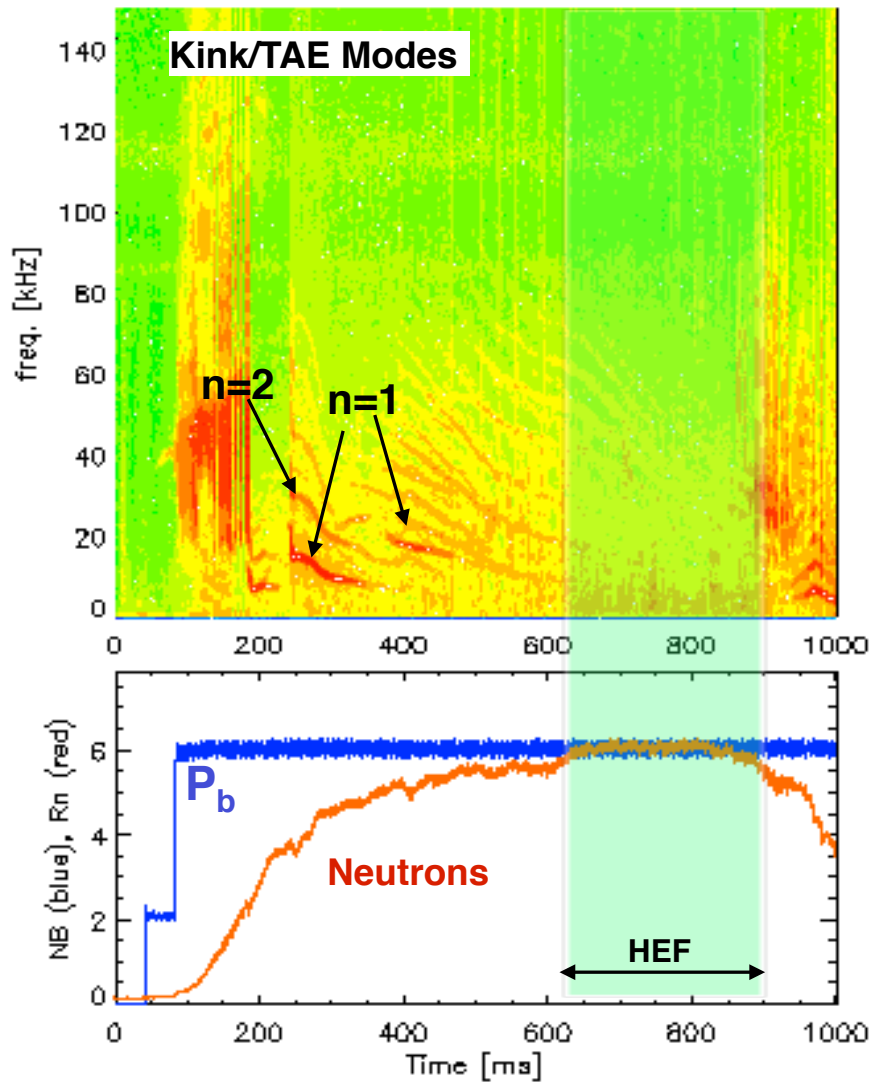 Kink/TAE Modes
freq. [kHz]
140
120
100
80
60
40
20
0
n=2
n=1
0 200 400 600 800 1000
NB (blue), Rn (red)
6
4
2
0
Pb
Neutrons
HEF
0 200 400 600 800 1000
Time [ms]